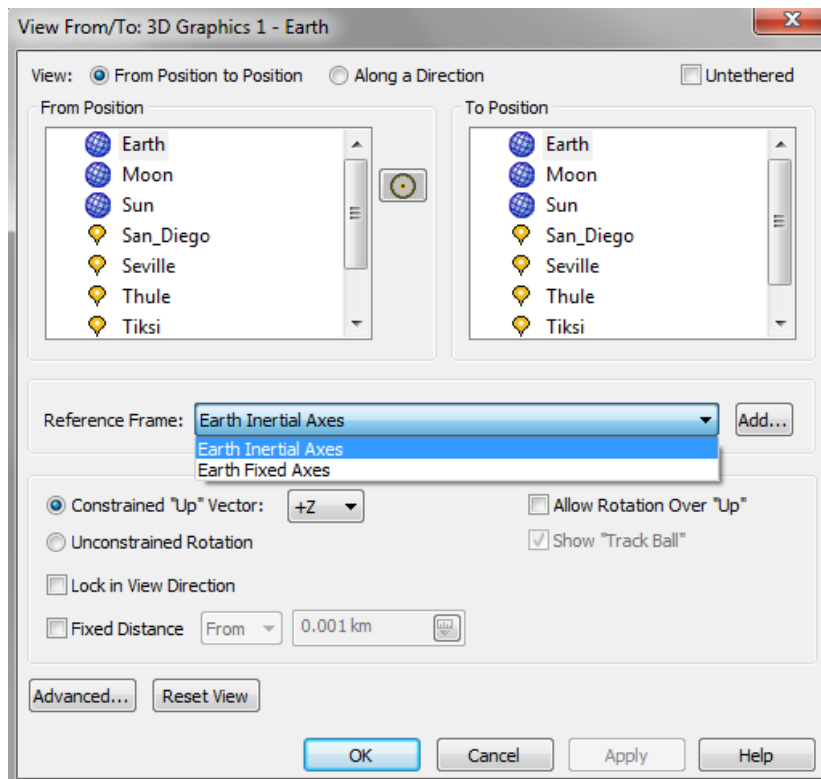 View From/To: 3D Graphics 1 - Earth
View: From Position to Position Along a Direction Untethered
From Position
Earth
Moon
Sun
San_Diego
Seville
Thule
Tiksi
To Position
Earth
Moon
Sun
San_Diego
Seville
Thule
Tiksi
Reference Frame: Earth Inertial Axes Add...
Earth Inertial Axes
Earth Fixed Axes
Constrained "Up" Vector: +Z Allow Rotation Over "Up"
Unconstrained Rotation Show "Track Ball"
Lock in View Direction
Fixed Distance From 0.001 km
Advanced... Reset View
OK Cancel Apply Help